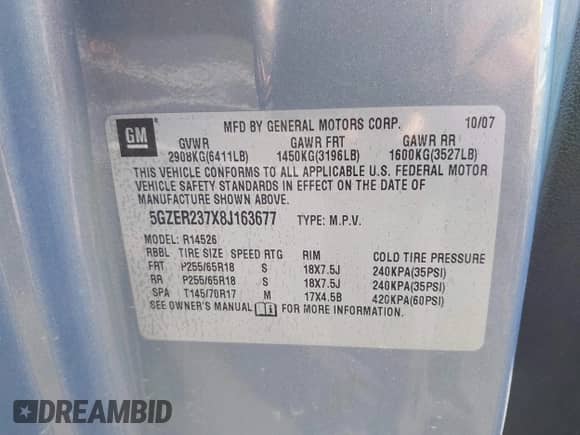 GM
MFD BY GENERAL MOTORS CORP. 10/07
GVWR GAWR FRT GAWR RR
2908KG(6411LB) 1450KG(3196LB) 1600KG(3527LB)
THIS VEHICLE CONFORMS TO ALL APPLICABLE U.S. FEDERAL MOTOR
VEHICLE SAFETY STANDARDS IN EFFECT ON THE DATE OF
MANUFACTURE SHOWN ABOVE.
5GZER237X8J163677 TYPE: M.P.V.
MODEL: R14526
RBBL TIRE SIZE SPEED RTG RIM COLD TIRE PRESSURE
FRT P255/65R18 S 18X7.5J 240KPA(35PSI)
RR P255/65R18 S 18X7.5J 240KPA(35PSI)
SPA T145/70R17 M 17X4.5B 420KPA(60PSI)
SEE OWNER'S MANUAL FOR MORE INFORMATION.
DREAMBID